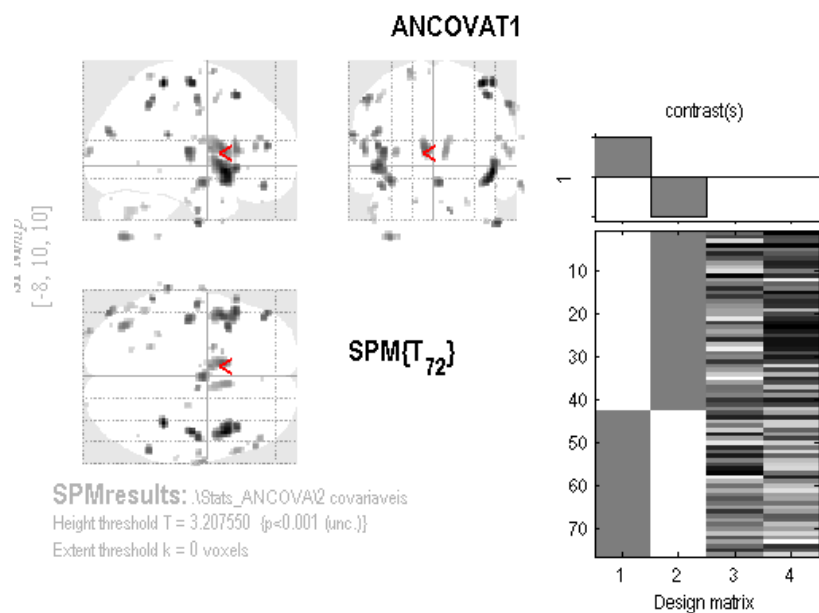 ANCOVAT1
[-8, 10, 10]
contrast(s)
1
SPM{T72}
10
20
30
40
50
60
70
1 2 3 4
Design matrix
SPMresults: .\Stats_ANCOVA\2 covariaveis
Height threshold T = 3.207550 {p<0.001 (unc.)}
Extent threshold k = 0 voxels